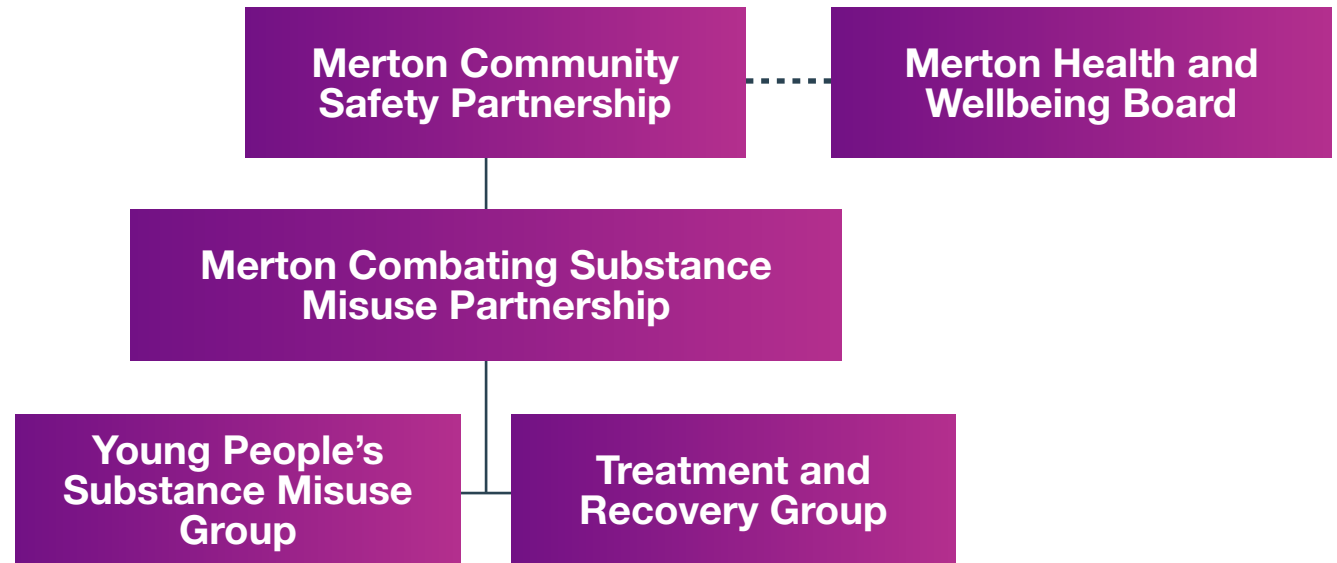 Merton Community
Safety Partnership
Merton Health and
Wellbeing Board
Merton Combating Substance
Misuse Partnership
Young People’s
Substance Misuse
Group
Treatment and
Recovery Group